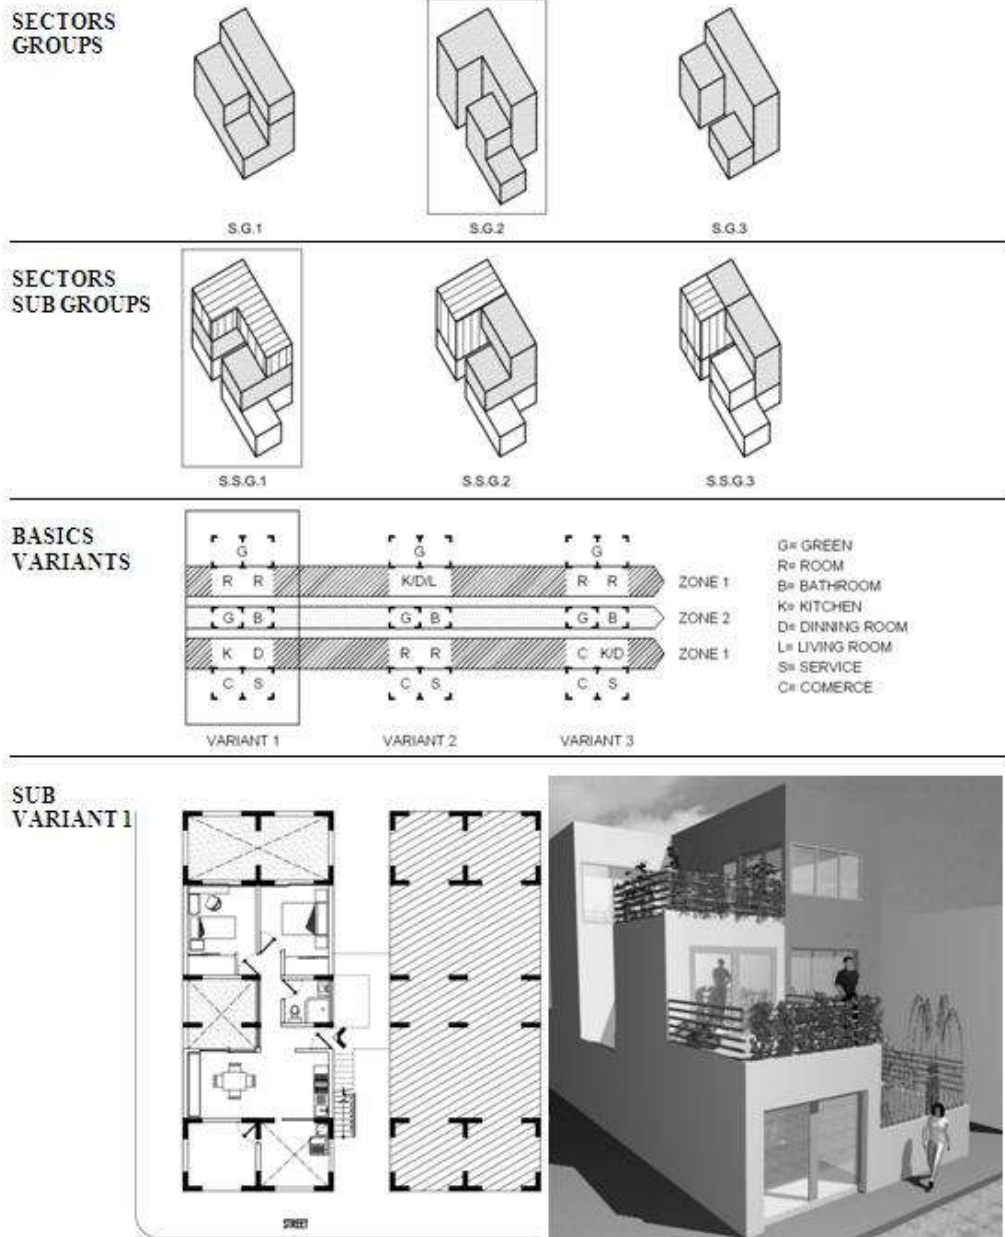 SECTORS
GROUPS
S.G.1
S.G.2
S.G.3
SECTORS
SUB GROUPS
S.S.G.1
S.S.G.2
S.S.G.3
BASICS
VARIANTS
G
G
G
R R
K/D/L
R R
ZONE 1
G B
G B
G B
ZONE 2
K D
R R
C K/D
ZONE 1
C S
C S
C S
VARIANT 1
VARIANT 2
VARIANT 3
G= GREEN
R= ROOM
B= BATHROOM
K= KITCHEN
D= DINNING ROOM
L= LIVING ROOM
S= SERVICE
C= COMERCE
SUB
VARIANT 1
STREET